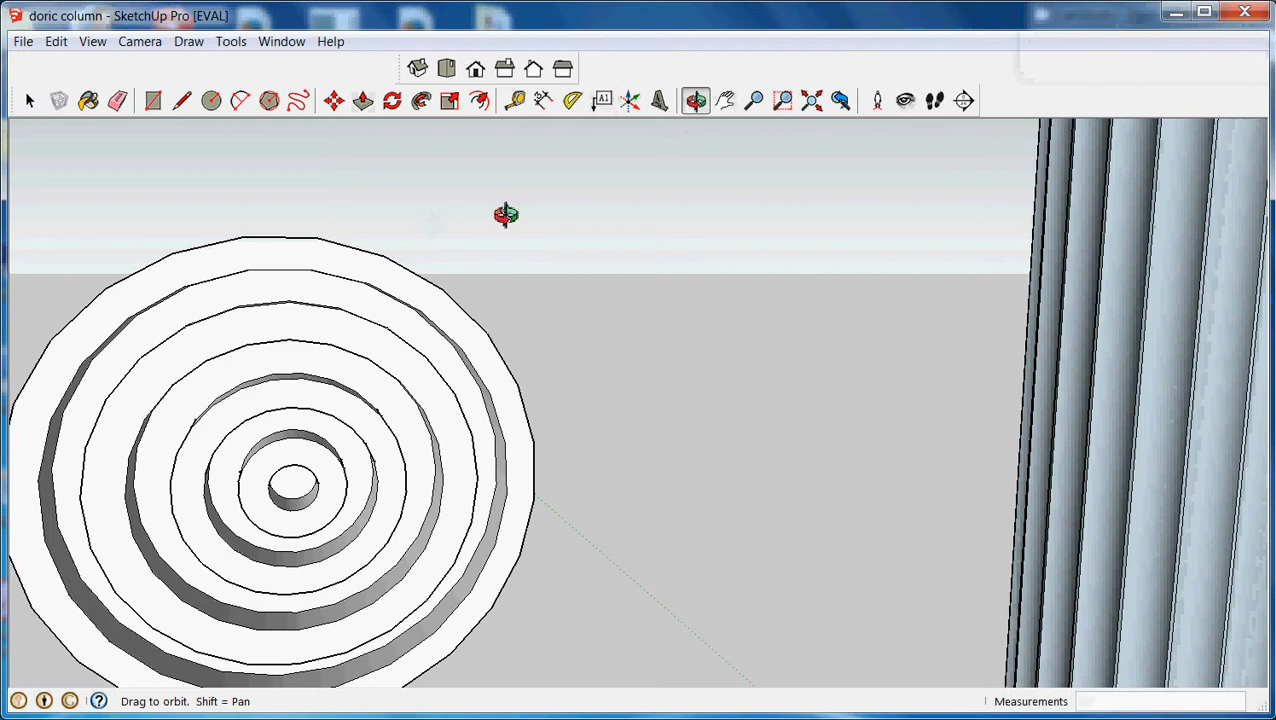 doric column - SketchUp Pro [EVAL]
File Edit View Camera Draw Tools Window Help
A1
Drag to orbit. Shift = Pan
Measurements